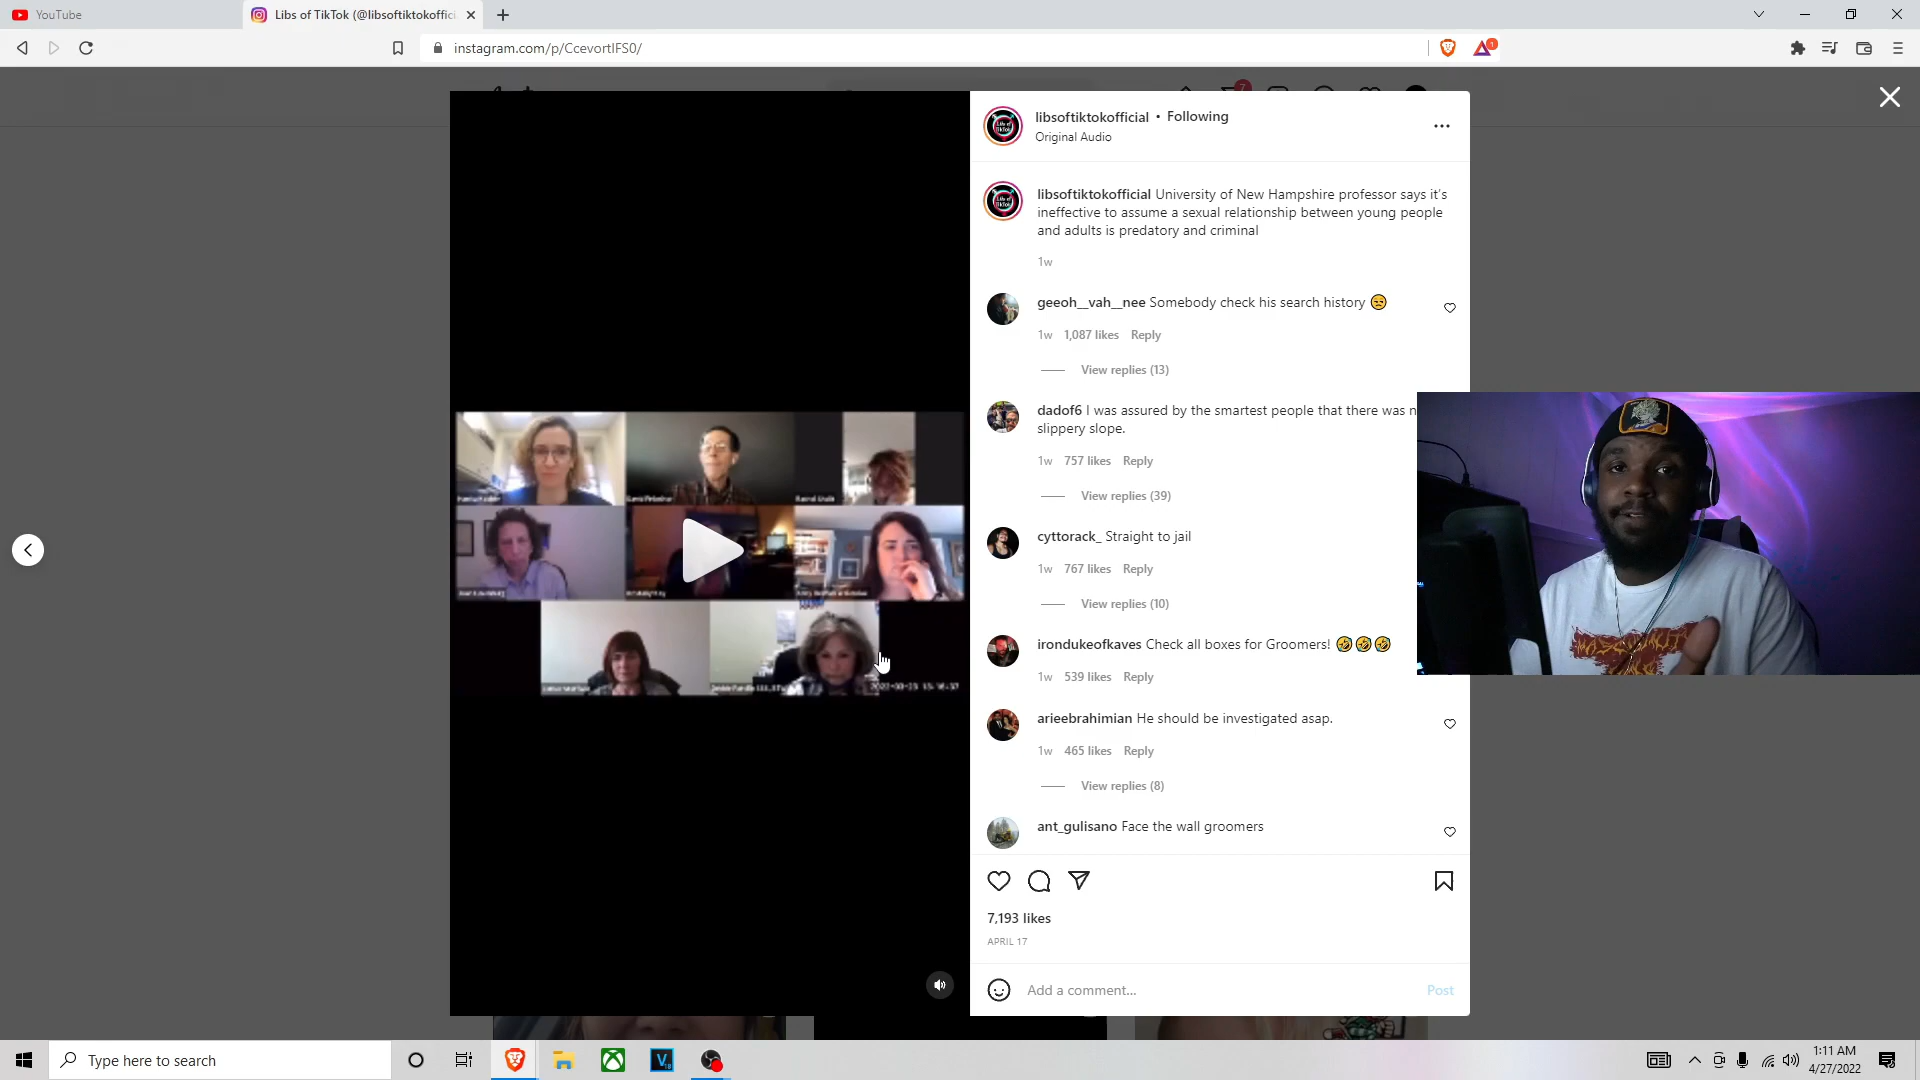 YouTube
Libs of TikTok (@libsoftiktokoffici
instagram.com/p/CcevortIFS0/
1
7
libsoftiktokofficial • Following
Original Audio
libsoftiktokofficial University of New Hampshire professor says it's
ineffective to assume a sexual relationship between young people
and adults is predatory and criminal
1w
geeoh__vah__nee Somebody check his search history 😒
1w 1,087 likes Reply
View replies (13)
dadof6 I was assured by the smartest people that there was
slippery slope.
1w 757 likes Reply
View replies (39)
cyttorack_ Straight to jail
1w 767 likes Reply
View replies (10)
irondukeofkaves Check all boxes for Groomers! 🤣🤣🤣
1w 539 likes Reply
arieebrahimian He should be investigated asap.
1w 465 likes Reply
View replies (8)
ant_gulisano Face the wall groomers
7,193 likes
APRIL 17
Add a comment...
Post
Type here to search
1:11 AM
4/27/2022